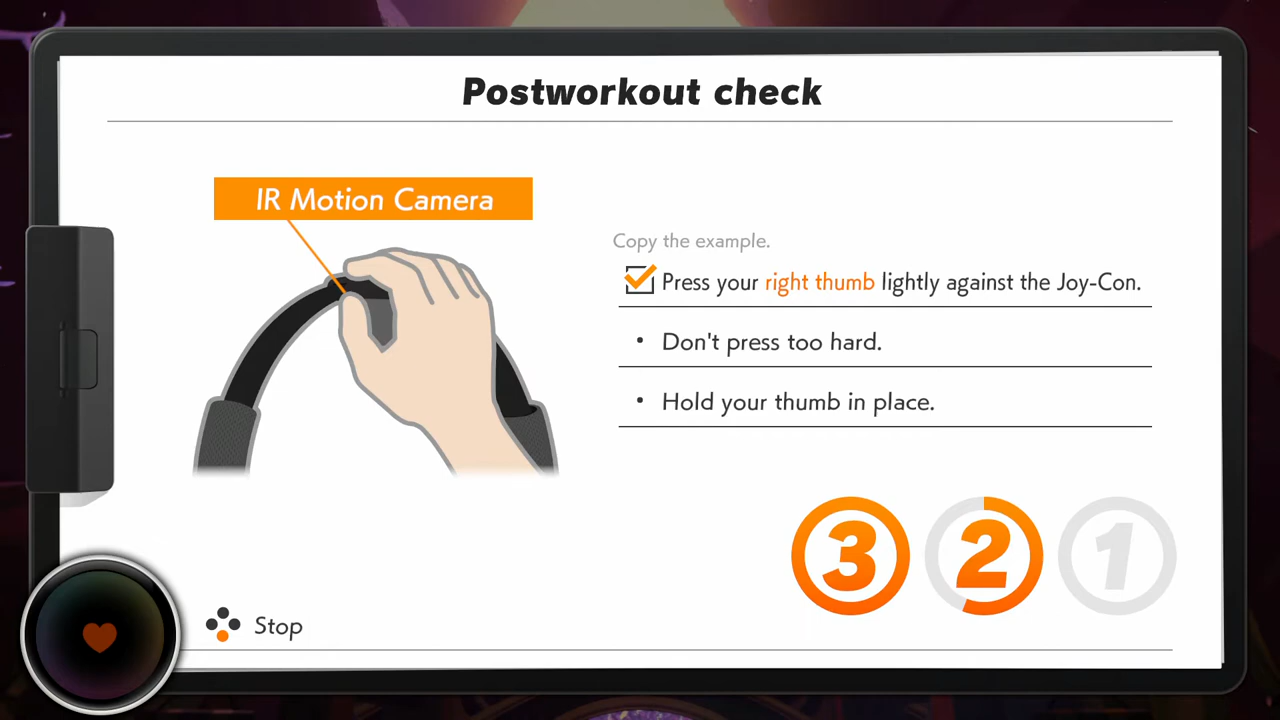 Postworkout check
IR Motion Camera
Copy the example.
Press your right thumb lightly against the Joy-Con.
• Don't press too hard.
• Hold your thumb in place.
3 2 1
Stop